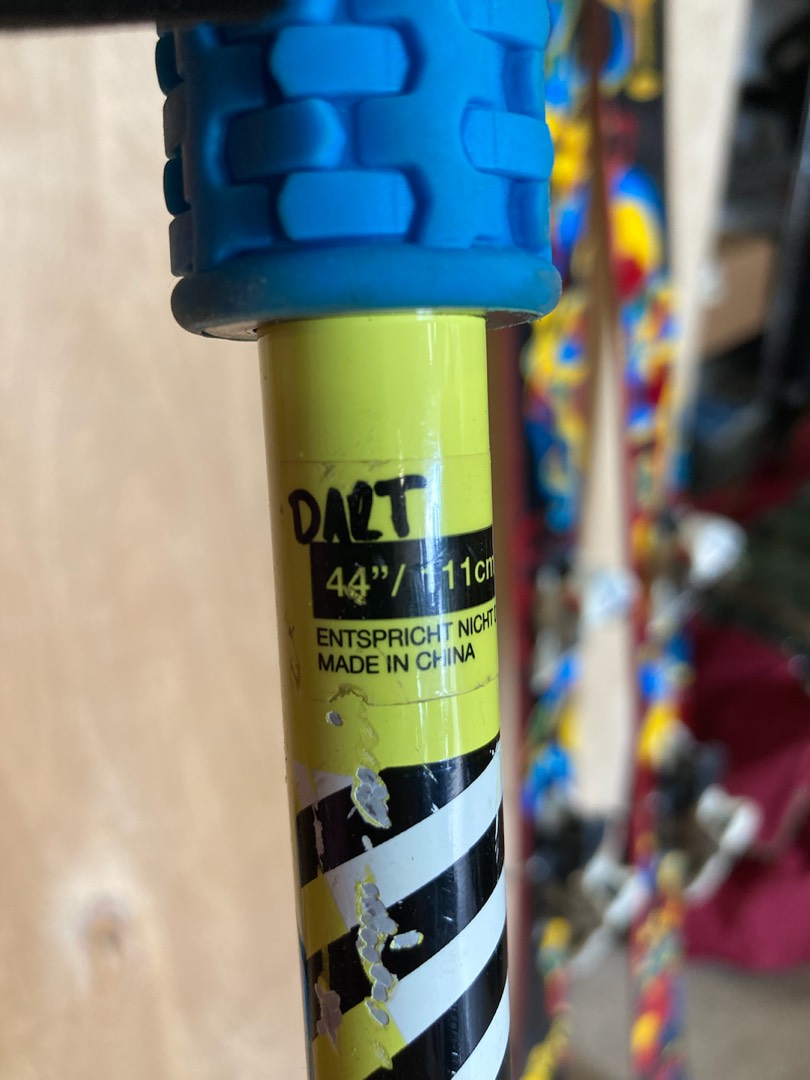 DART
44”/ 111cm
ENTSPRICHT NICHT
MADE IN CHINA